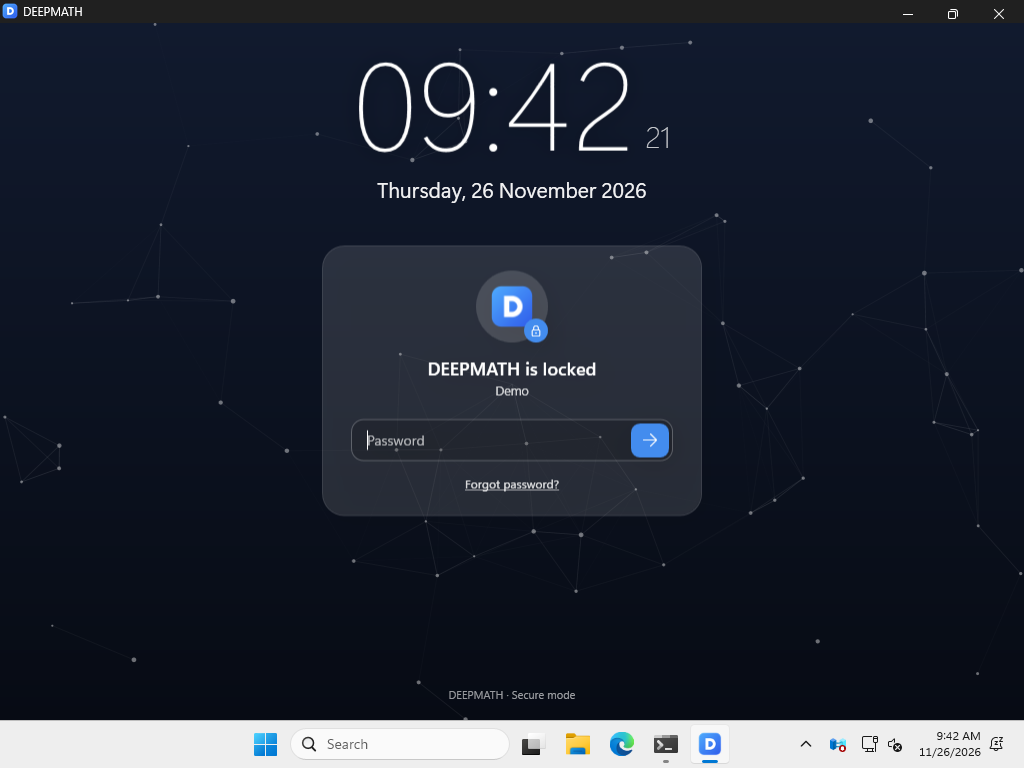 DEEPMATH
09:42 21
Thursday, 26 November 2026
D
DEEPMATH is locked
Demo
Password
Forgot password?
DEEPMATH · Secure mode
Search
D
9:42 AM
11/26/2026